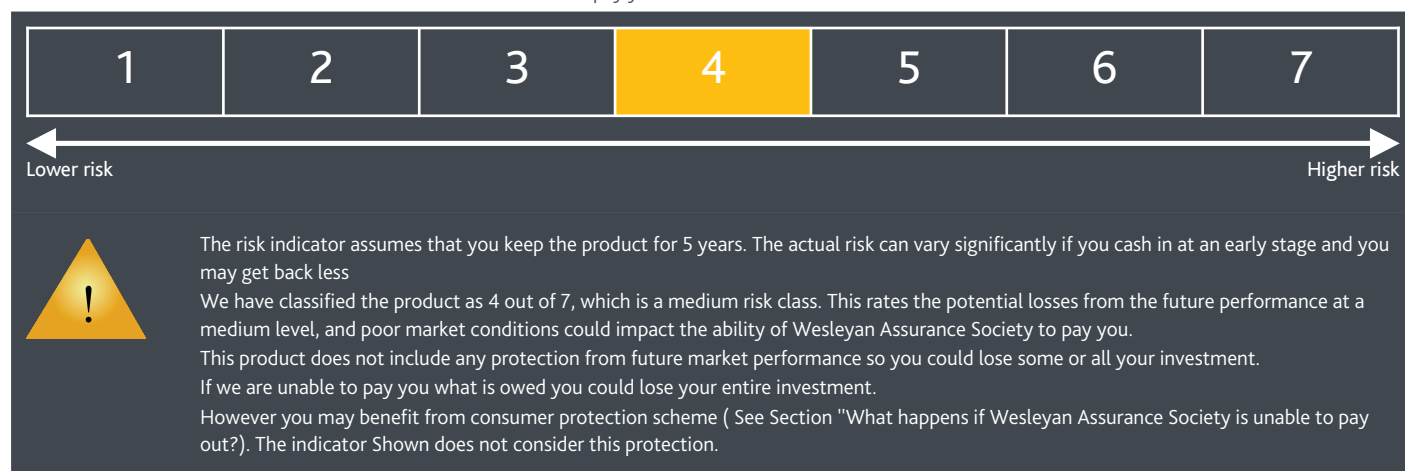 1 2 3 4 5 6 7
Lower risk Higher risk
The risk indicator assumes that you keep the product for 5 years. The actual risk can vary significantly if you cash in at an early stage and you
may get back less
!
We have classified the product as 4 out of 7, which is a medium risk class. This rates the potential losses from the future performance at a
medium level, and poor market conditions could impact the ability of Wesleyan Assurance Society to pay you.
This product does not include any protection from future market performance so you could lose some or all your investment.
If we are unable to pay you what is owed you could lose your entire investment.
However you may benefit from consumer protection scheme ( See Section "What happens if Wesleyan Assurance Society is unable to pay
out?). The indicator Shown does not consider this protection.